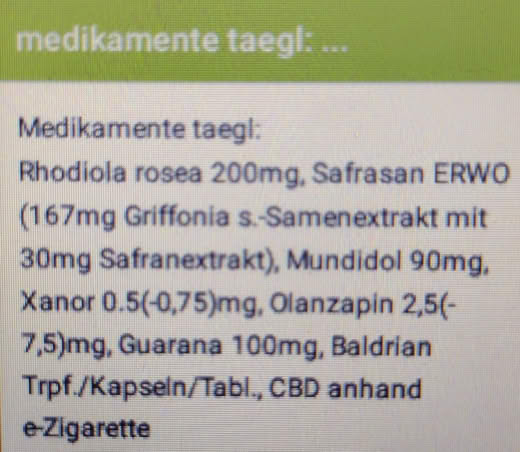 medikamente taegl: ...
Medikamente taegl:
Rhodiola rosea 200mg, Safrasan ERWO
(167mg Griffonia s.-Samenextrakt mit
30mg Safranextrakt), Mundidol 90mg,
Xanor 0.5(-0,75)mg, Olanzapin 2,5(-
7,5)mg, Guarana 100mg, Baldrian
Trpf./Kapseln/Tabl., CBD anhand
e-Zigarette